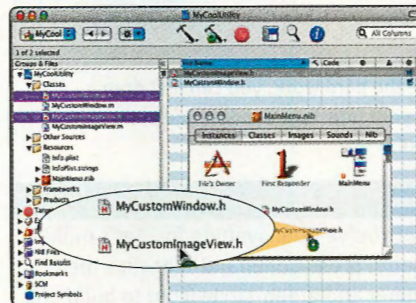 MyCoolUtility
MyCool
All Columns
1 of 2 selected
Groups & Files
File Name
Code
MyCoolUtility
Classes
MyCustomWindow.h
MyCustomImageView.h
MyCustomWindow.m
MyCustomImageView.m
Other Sources
Resources
Info.plist
InfoPlist.strings
MainMenu.nib
Frameworks
Products
Find Results
Bookmarks
SCM
Project Symbols
MyCustomImageView.h
MyCustomWindow.h
MainMenu.nib
Instances
Classes
Images
Sounds
Nib
File's Owner
First Responder
MainMenu
MyCustomWindow.h
MyCustomImageView.h
MyCustomWindow.h
MyCustomImageView.h